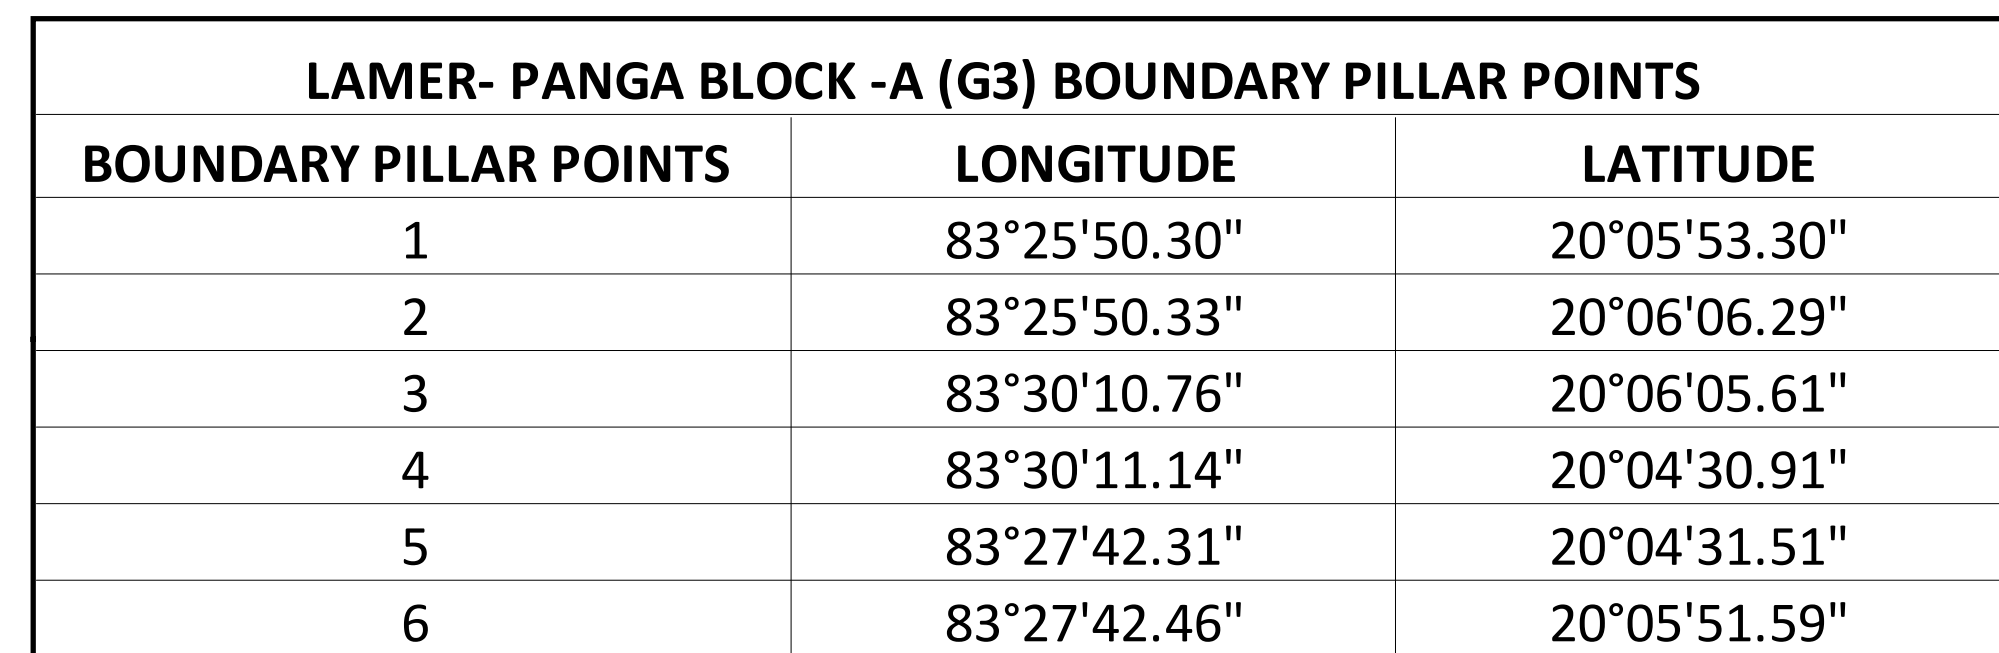 LAMER- PANGA BLOCK -A (G3) BOUNDARY PILLAR POINTS
BOUNDARY PILLAR POINTS LONGITUDE LATITUDE
1 83°25'50.30" 20°05'53.30"
2 83°25'50.33" 20°06'06.29"
3 83°30'10.76" 20°06'05.61"
4 83°30'11.14" 20°04'30.91"
5 83°27'42.31" 20°04'31.51"
6 83°27'42.46" 20°05'51.59"